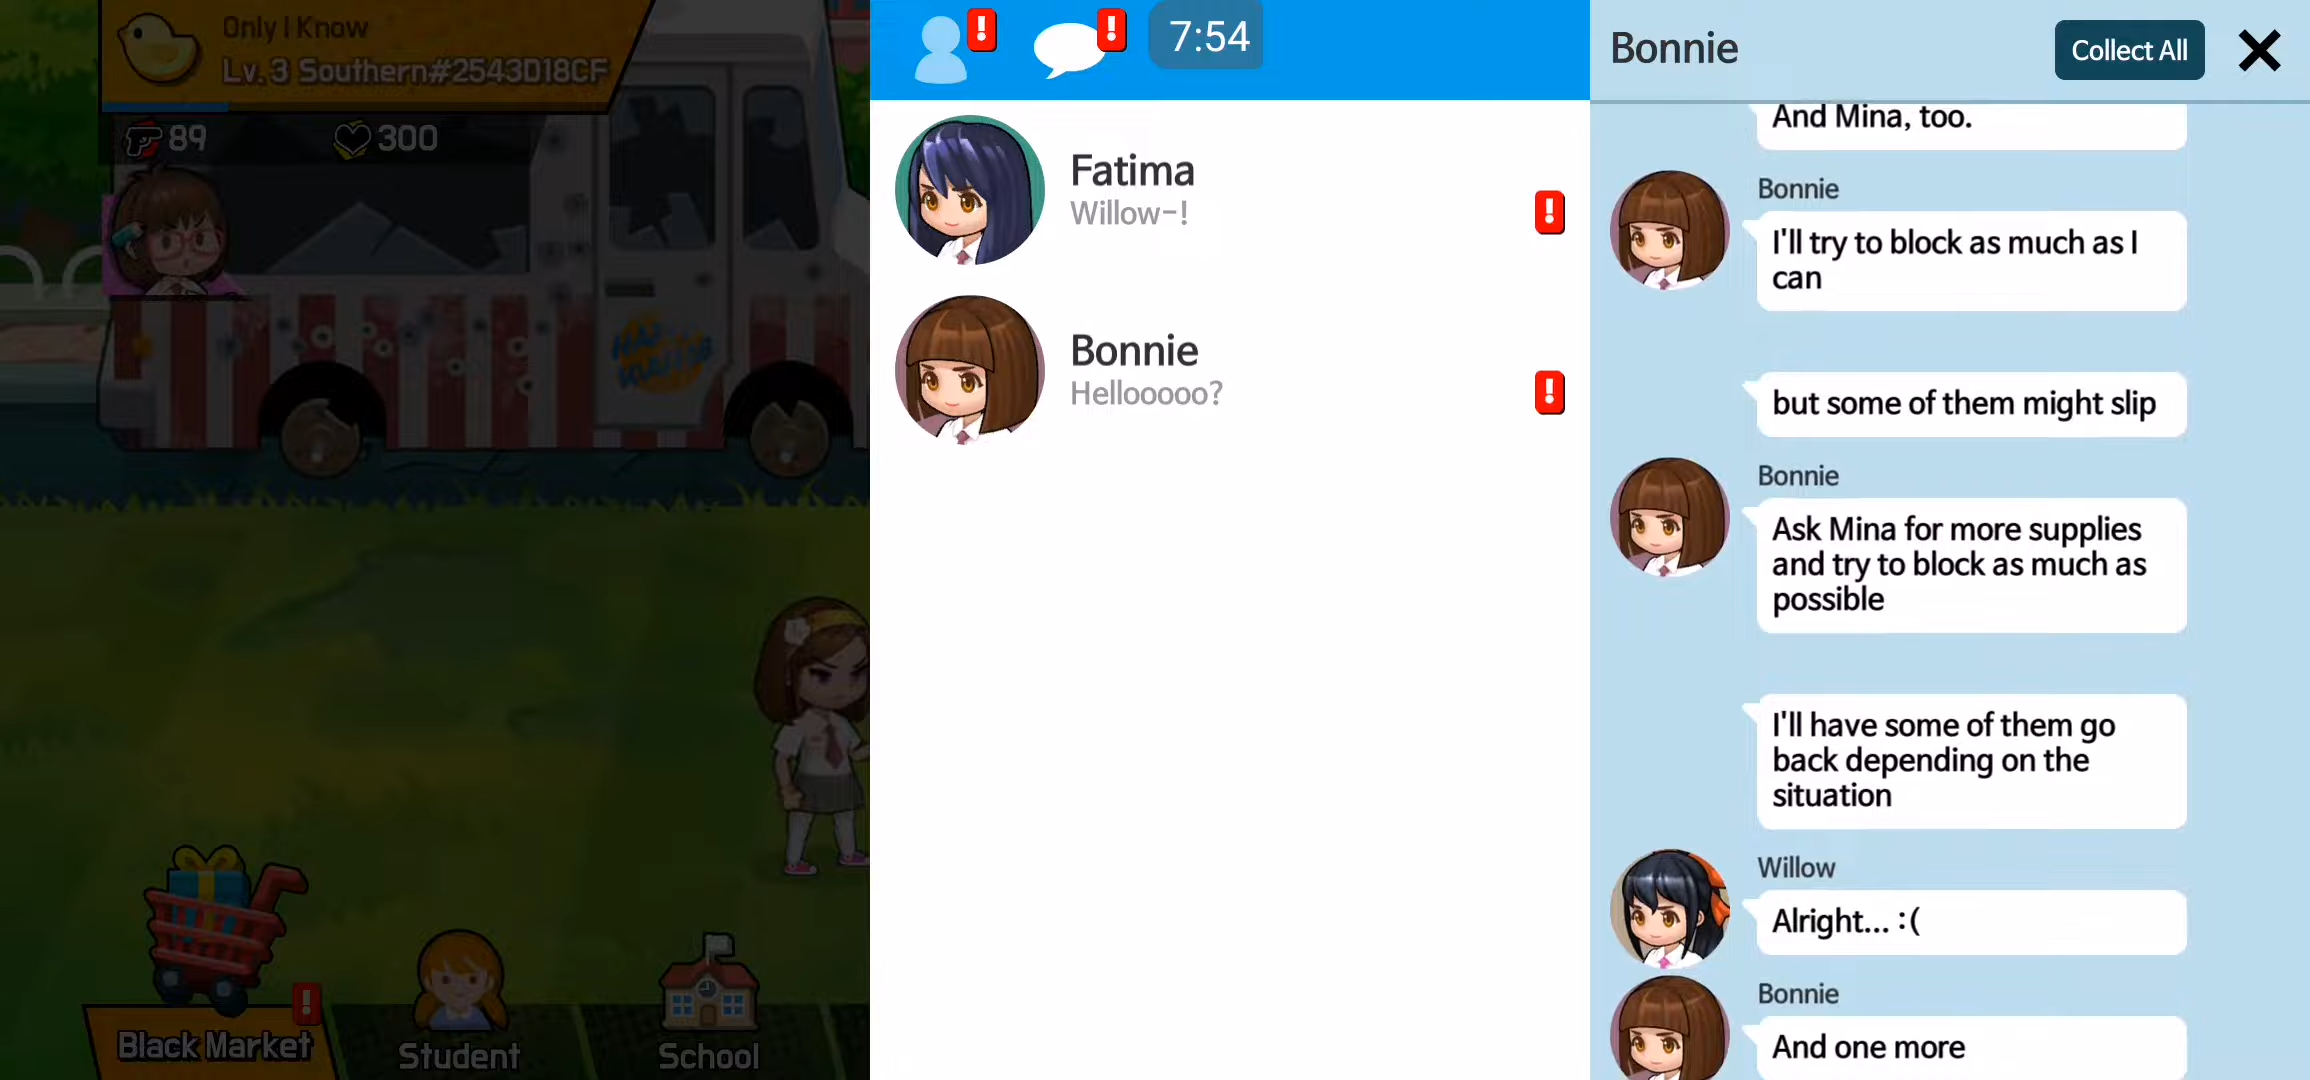 Only I Know
Lv. 3 Southern#2543D18CF
89
300
Black Market
Student
School
7:54
Fatima
Willow-!
Bonnie
Hellooooo?
Bonnie
Collect All
And Mina, too.
Bonnie
I'll try to block as much as I
can
but some of them might slip
Bonnie
Ask Mina for more supplies
and try to block as much as
possible
I'll have some of them go
back depending on the
situation
Willow
Alright... :(
Bonnie
And one more